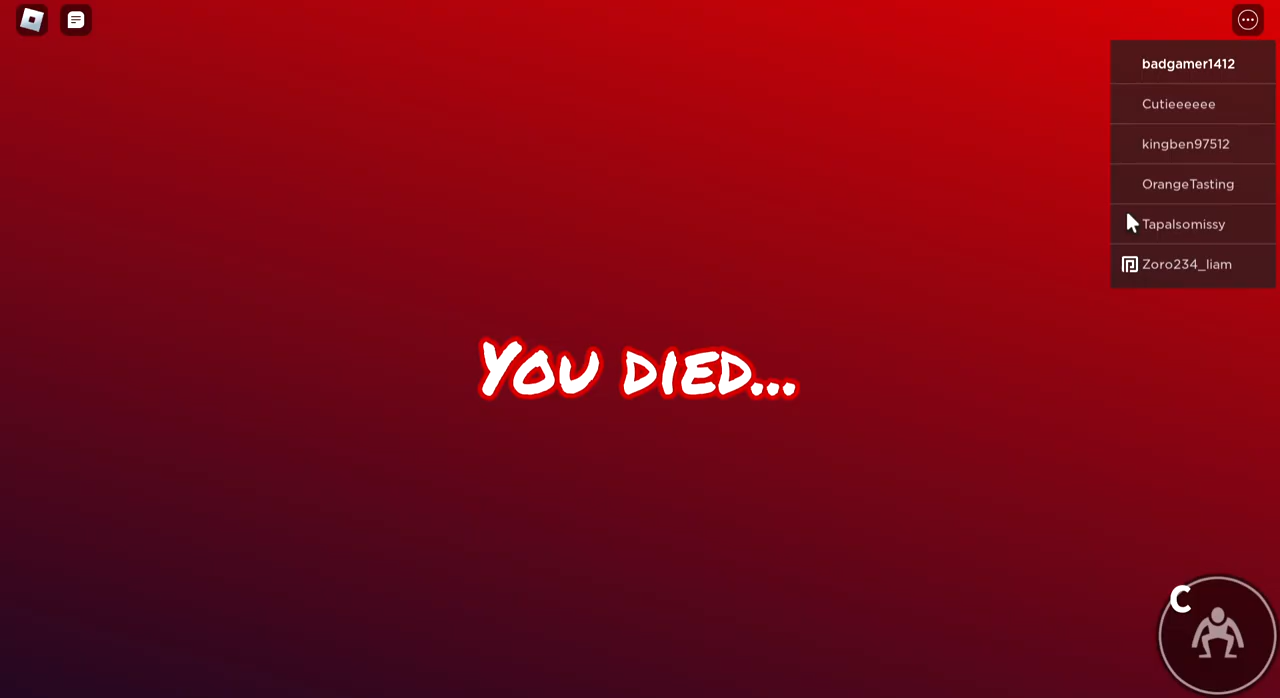 badgamer1412
Cutieeeeee
kingben97512
OrangeTasting
Tapalsomissy
Zoro234_liam
You died...
C